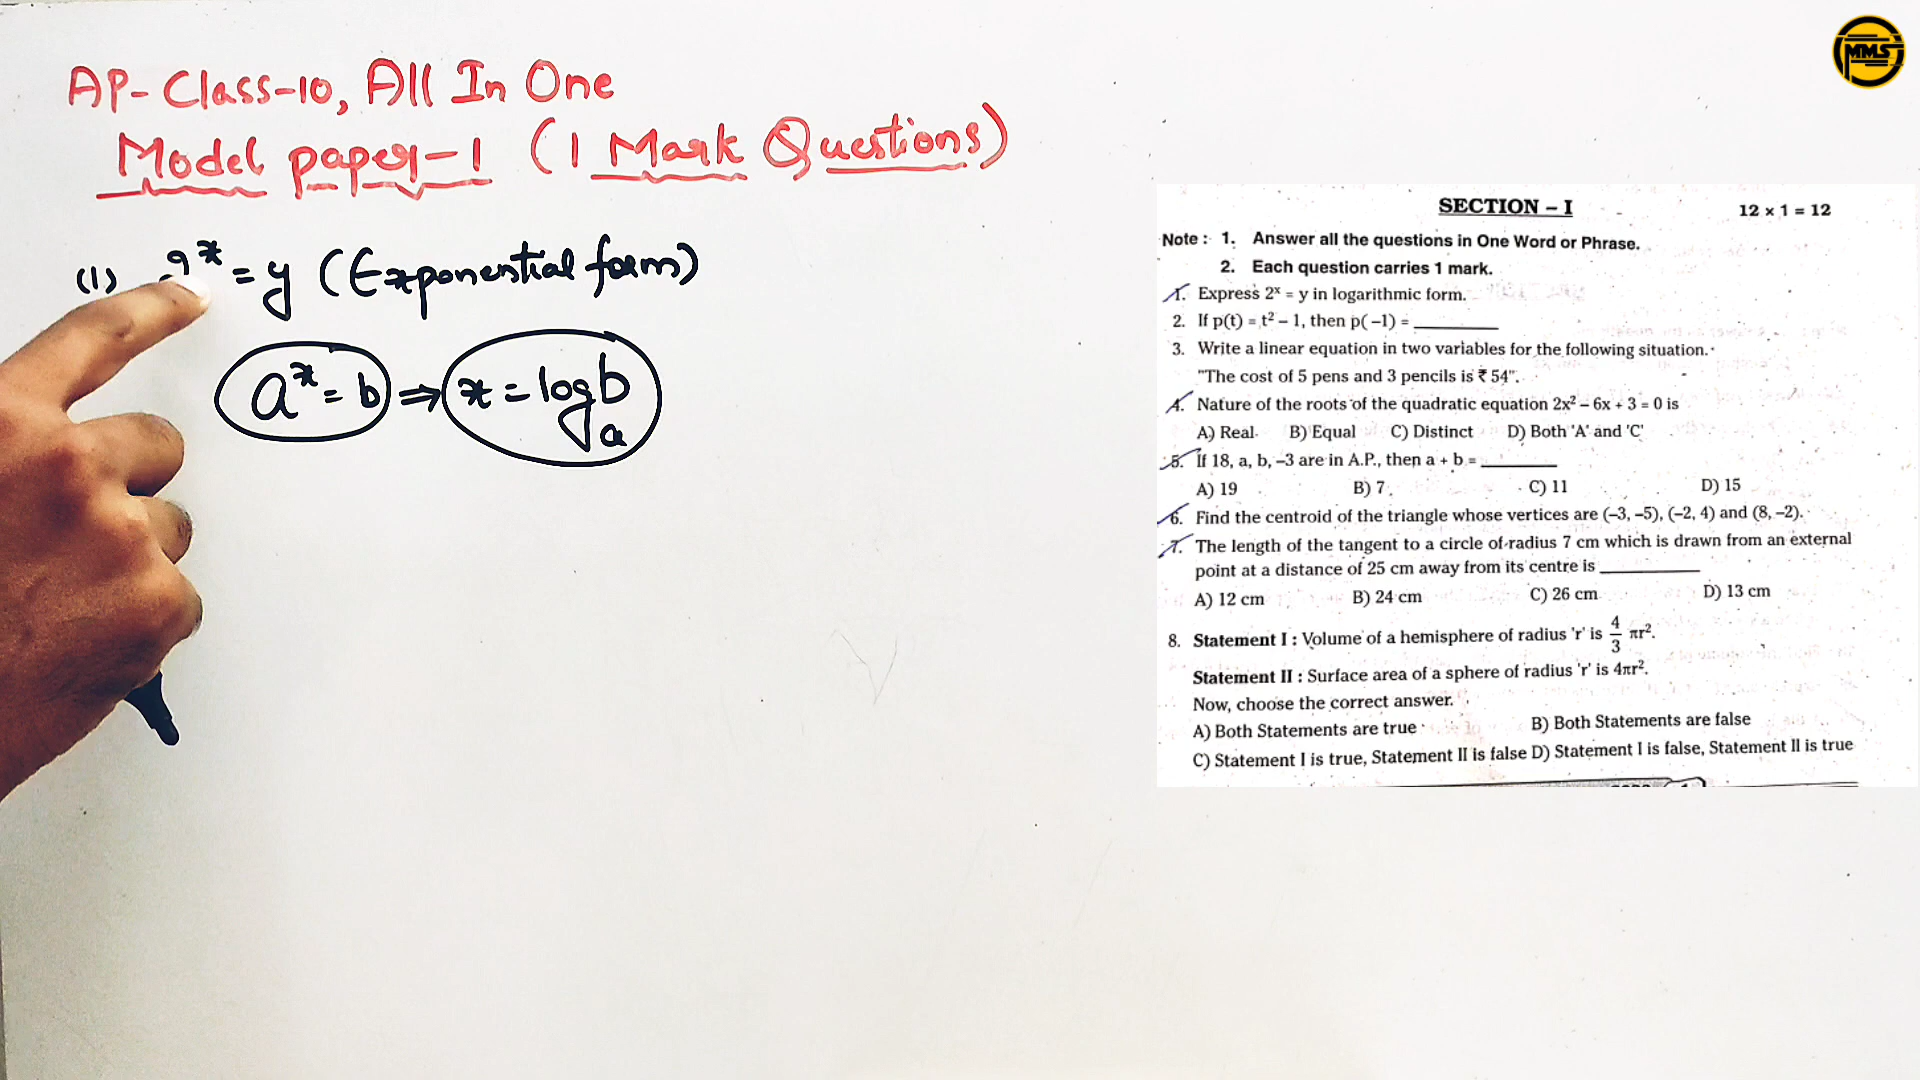 AP-Class-10, All In One
Model paper-1 (1 Mark Questions)
(1) 2ˣ = y (Exponential form)
aˣ = b ⇒ x = log b
a
MMS
SECTION – I
12 x 1 = 12
Note : 1. Answer all the questions in One Word or Phrase.
2. Each question carries 1 mark.
1. Express 2ˣ = y in logarithmic form.
2. If p(t) = t² – 1, then p(–1) = ________
3. Write a linear equation in two variables for the following situation.
"The cost of 5 pens and 3 pencils is ₹ 54".
4. Nature of the roots of the quadratic equation 2x² – 6x + 3 = 0 is
A) Real B) Equal C) Distinct D) Both 'A' and 'C'
5. If 18, a, b, –3 are in A.P., then a + b = ________
A) 19 B) 7 C) 11 D) 15
6. Find the centroid of the triangle whose vertices are (–3, –5), (–2, 4) and (8, –2).
7. The length of the tangent to a circle of radius 7 cm which is drawn from an external
point at a distance of 25 cm away from its centre is ________
A) 12 cm B) 24 cm C) 26 cm D) 13 cm
8. Statement I : Volume of a hemisphere of radius 'r' is 4/3 πr².
Statement II : Surface area of a sphere of radius 'r' is 4πr².
Now, choose the correct answer.
A) Both Statements are true B) Both Statements are false
C) Statement I is true, Statement II is false D) Statement I is false, Statement II is true